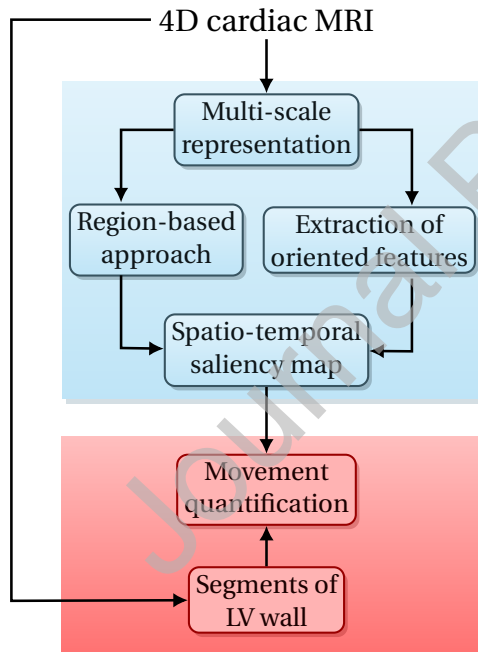 4D cardiac MRI
Multi-scale
representation
Region-based
approach
Extraction of
oriented features
Spatio-temporal
saliency map
Movement
quantification
Segments of
LV wall
Journal P